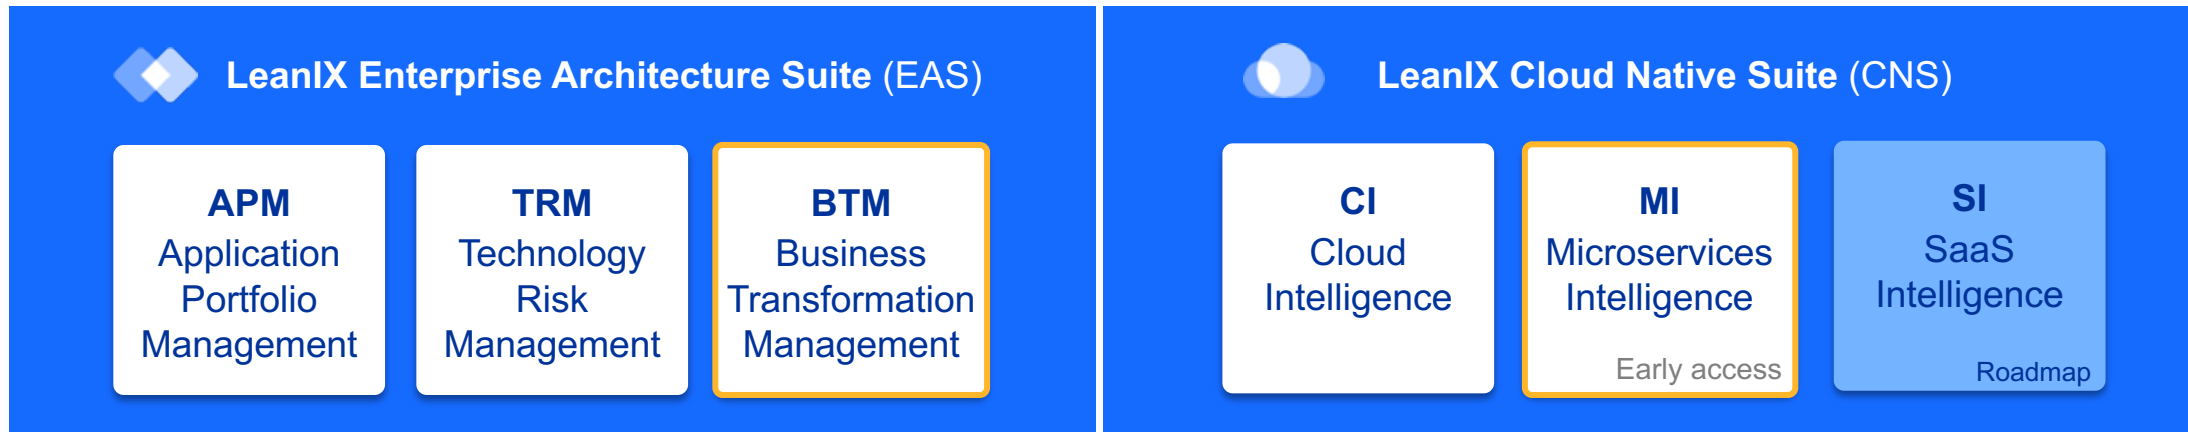 LeanIX Enterprise Architecture Suite (EAS)
APM
Application
Portfolio
Management
TRM
Technology
Risk
Management
BTM
Business
Transformation
Management
LeanIX Cloud Native Suite (CNS)
CI
Cloud
Intelligence
MI
Microservices
Intelligence
Early access
SI
SaaS
Intelligence
Roadmap